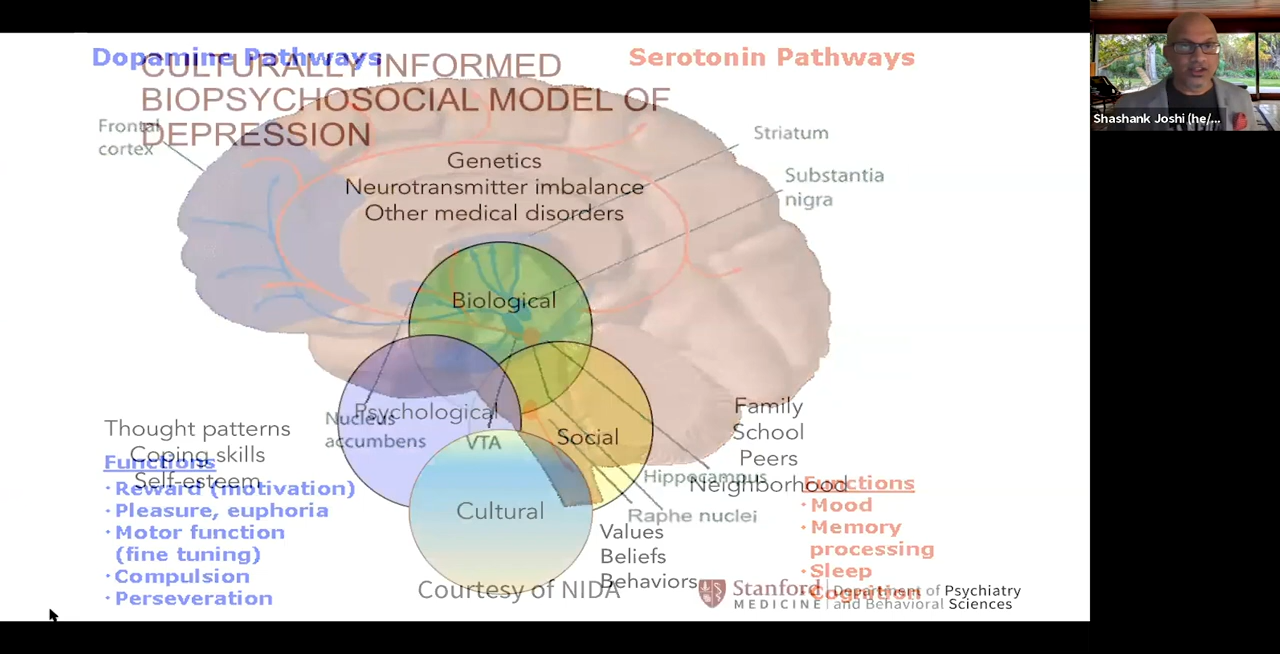 Dopamine Pathways
Serotonin Pathways
CULTURALLY INFORMED
BIOPSYCHOSOCIAL MODEL OF
DEPRESSION
Frontal
cortex
Striatum
Substantia
nigra
Genetics
Neurotransmitter imbalance
Other medical disorders
Biological
Psychological
Social
Cultural
Nucleus
accumbens
VTA
Hippocampus
Raphe nuclei
Thought patterns
Coping skills
Self-esteem
Family
School
Peers
Neighborhood
Values
Beliefs
Behaviors
Functions
· Reward (motivation)
· Pleasure, euphoria
· Motor function
(fine tuning)
· Compulsion
· Perseveration
Functions
· Mood
· Memory
processing
· Sleep
· Cognition
Courtesy of NIDA
Stanford
MEDICINE
Department of Psychiatry
and Behavioral Sciences
Shashank Joshi (he/...